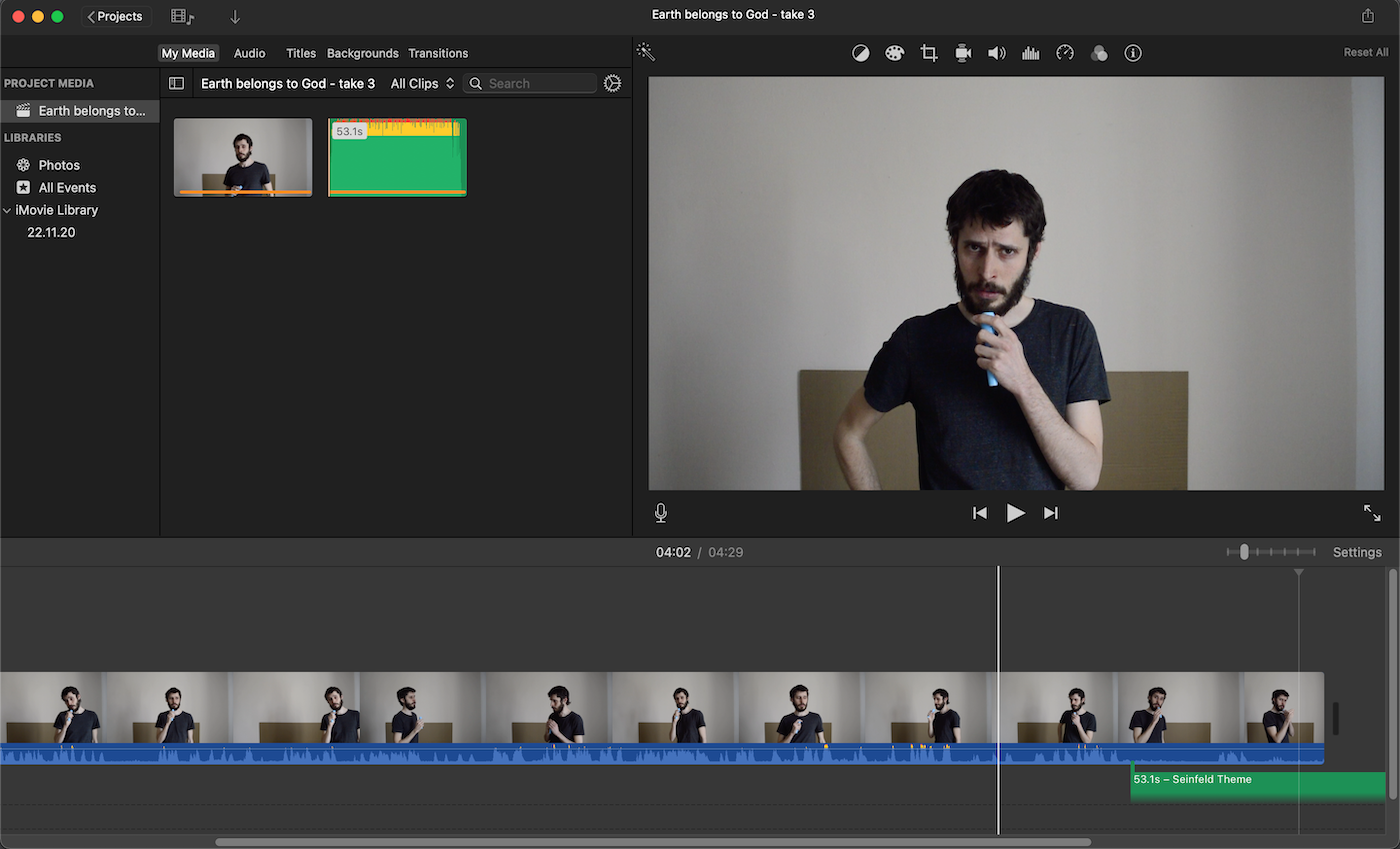 Projects
Earth belongs to God - take 3
My Media Audio Titles Backgrounds Transitions
Reset All
PROJECT MEDIA
Earth belongs to God - take 3 All Clips Search
Earth belongs to...
53.1s
LIBRARIES
Photos
All Events
iMovie Library
22.11.20
04:02 / 04:29
Settings
53.1s – Seinfeld Theme